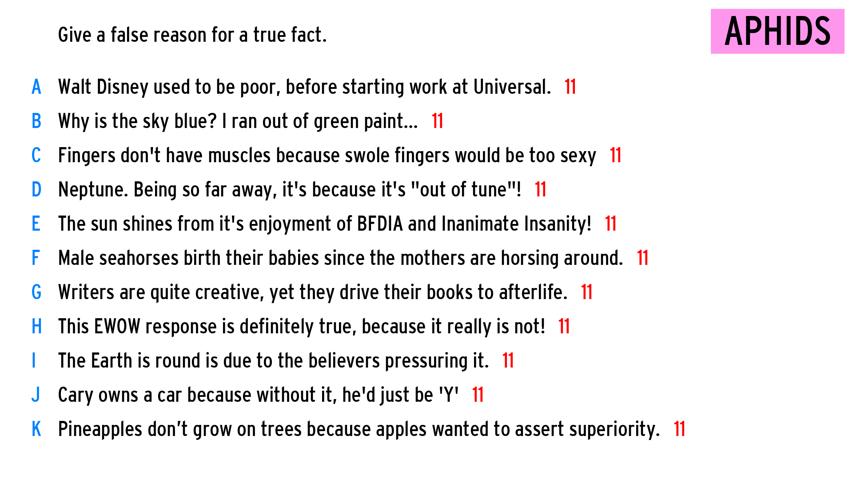 Give a false reason for a true fact.
APHIDS
A Walt Disney used to be poor, before starting work at Universal. 11
B Why is the sky blue? I ran out of green paint... 11
C Fingers don't have muscles because swole fingers would be too sexy 11
D Neptune. Being so far away, it's because it's "out of tune"! 11
E The sun shines from it's enjoyment of BFDIA and Inanimate Insanity! 11
F Male seahorses birth their babies since the mothers are horsing around. 11
G Writers are quite creative, yet they drive their books to afterlife. 11
H This EWOW response is definitely true, because it really is not! 11
I The Earth is round is due to the believers pressuring it. 11
J Cary owns a car because without it, he'd just be 'Y' 11
K Pineapples don’t grow on trees because apples wanted to assert superiority. 11